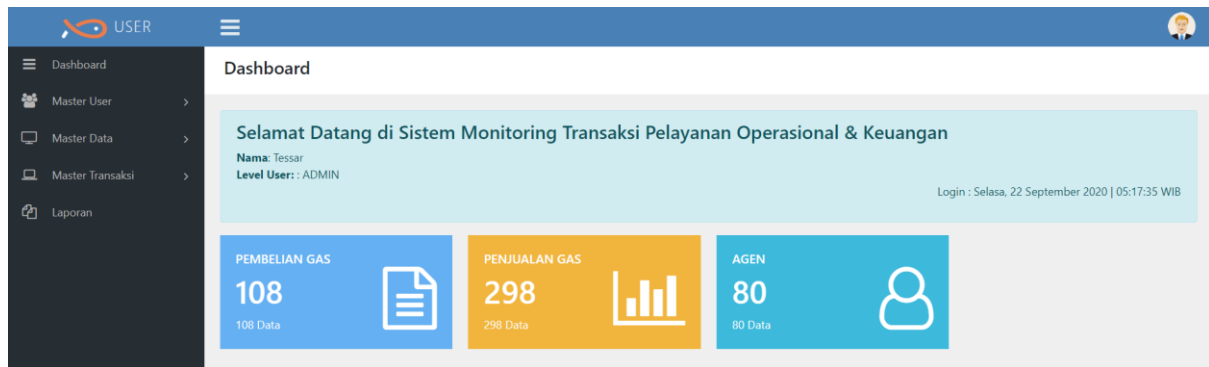 USER
Dashboard
Master User
Master Data
Master Transaksi
Laporan
Dashboard
Selamat Datang di Sistem Monitoring Transaksi Pelayanan Operasional & Keuangan
Nama: Tessar
Level User: : ADMIN
Login : Selasa, 22 September 2020 | 05:17:35 WIB
PEMBELIAN GAS
108
108 Data
PENJUALAN GAS
298
298 Data
AGEN
80
80 Data